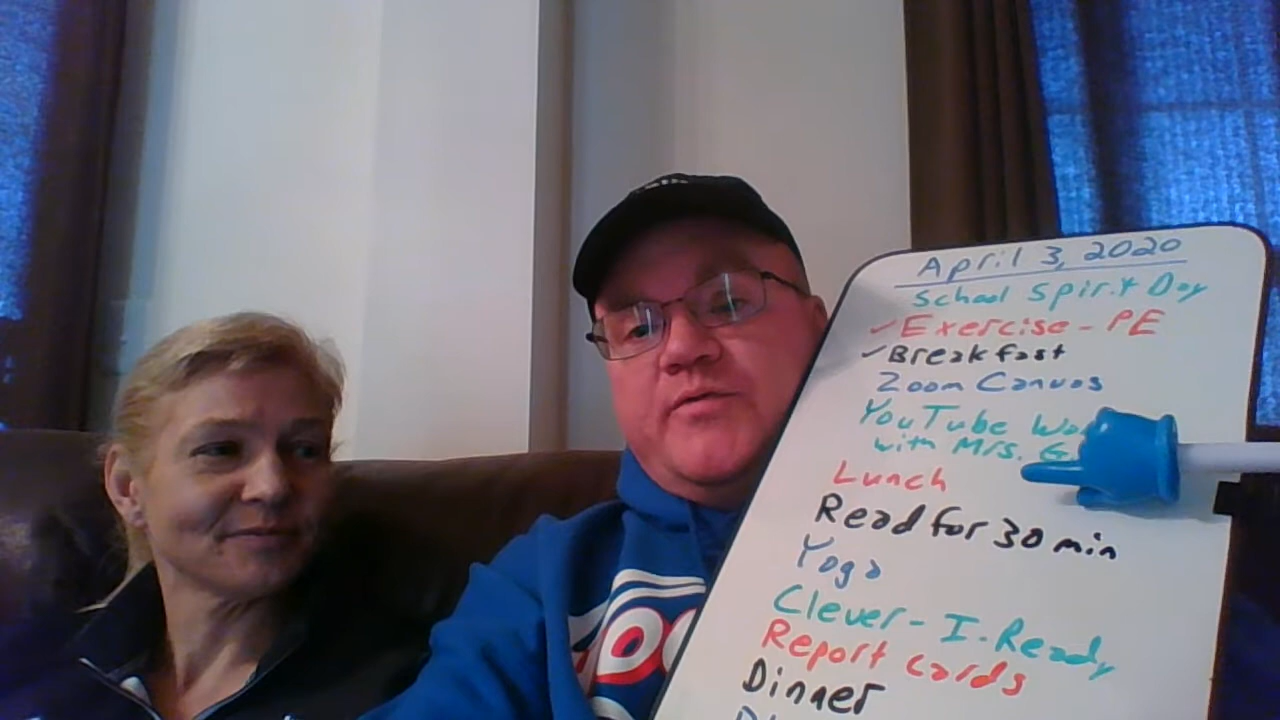 April 3, 2020
School Spirit Day
✓ Exercise - PE
✓ Breakfast
Zoom Canvas
YouTube
with Mrs. G
Lunch
Read for 30 min
Yoga
Clever - I-Ready
Report Cards
Dinner